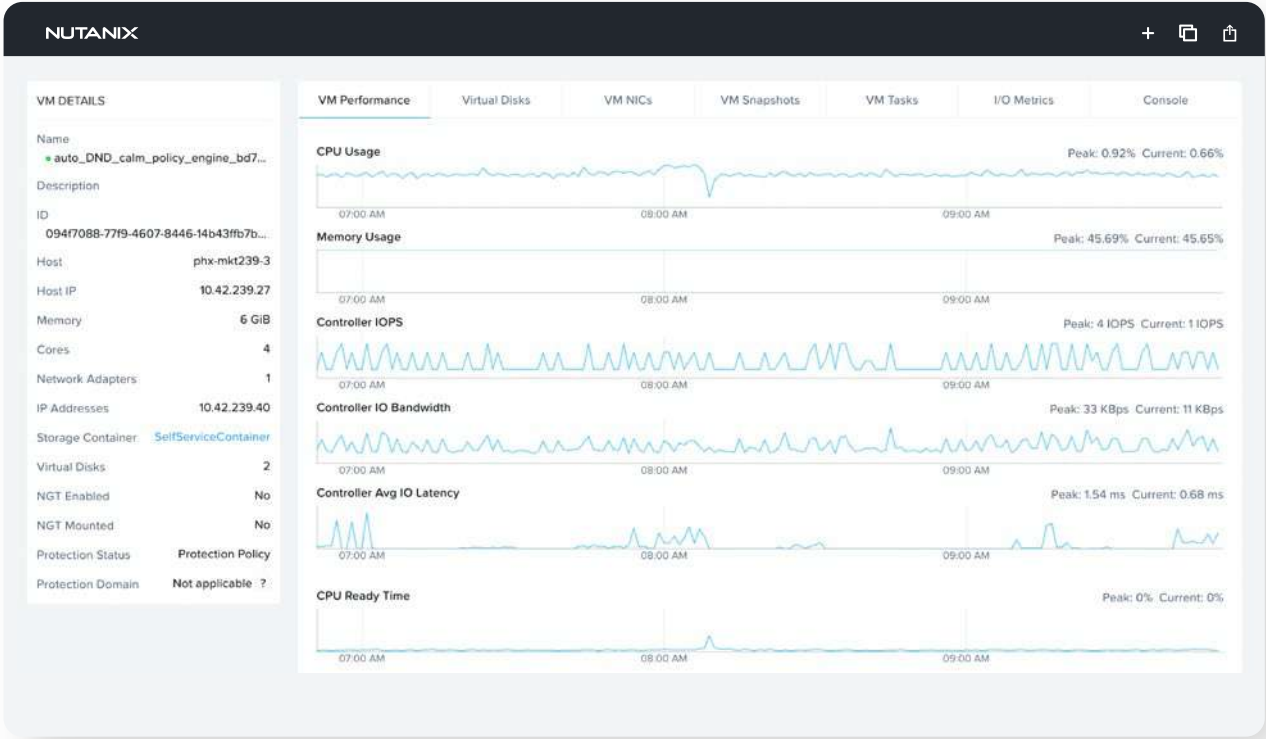 NUTANIX
VM DETAILS
Name
auto_DND_calm_policy_engine_bd7...
Description
ID
094f7088-77f9-4607-8446-14b43ffb7b...
Host phx-mkt239-3
Host IP 10.42.239.27
Memory 6 GiB
Cores 4
Network Adapters 1
IP Addresses 10.42.239.40
Storage Container SelfServiceContainer
Virtual Disks 2
NGT Enabled No
NGT Mounted No
Protection Status Protection Policy
Protection Domain Not applicable ?
VM Performance Virtual Disks VM NICs VM Snapshots VM Tasks I/O Metrics Console
CPU Usage Peak: 0.92% Current: 0.66%
07:00 AM 08:00 AM 09:00 AM
Memory Usage Peak: 45.69% Current: 45.65%
07:00 AM 08:00 AM 09:00 AM
Controller IOPS Peak: 4 IOPS Current: 1 IOPS
07:00 AM 08:00 AM 09:00 AM
Controller IO Bandwidth Peak: 33 KBps Current: 11 KBps
07:00 AM 08:00 AM 09:00 AM
Controller Avg IO Latency Peak: 1.54 ms Current: 0.68 ms
07:00 AM 08:00 AM 09:00 AM
CPU Ready Time Peak: 0% Current: 0%
07:00 AM 08:00 AM 09:00 AM